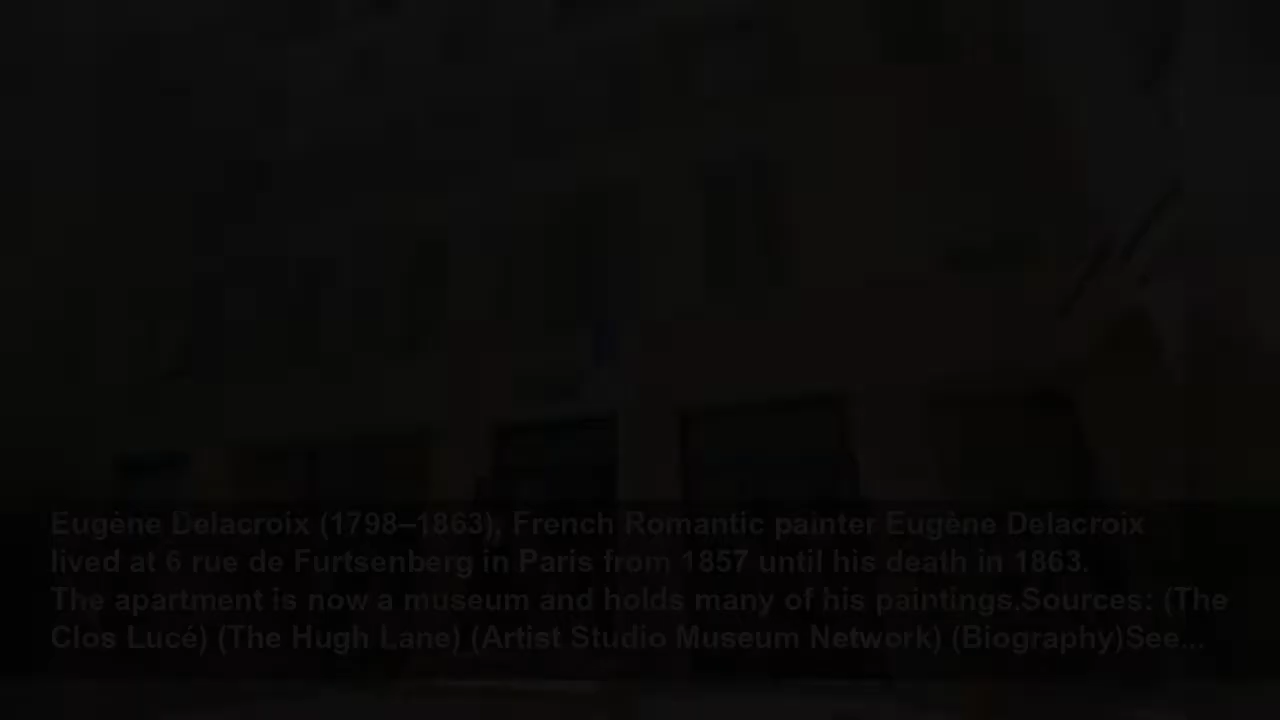 Eugène Delacroix (1798–1863), French Romantic painter Eugène Delacroix
lived at 6 rue de Furtsenberg in Paris from 1857 until his death in 1863.
The apartment is now a museum and holds many of his paintings.Sources: (The
Clos Lucé) (The Hugh Lane) (Artist Studio Museum Network) (Biography)See...